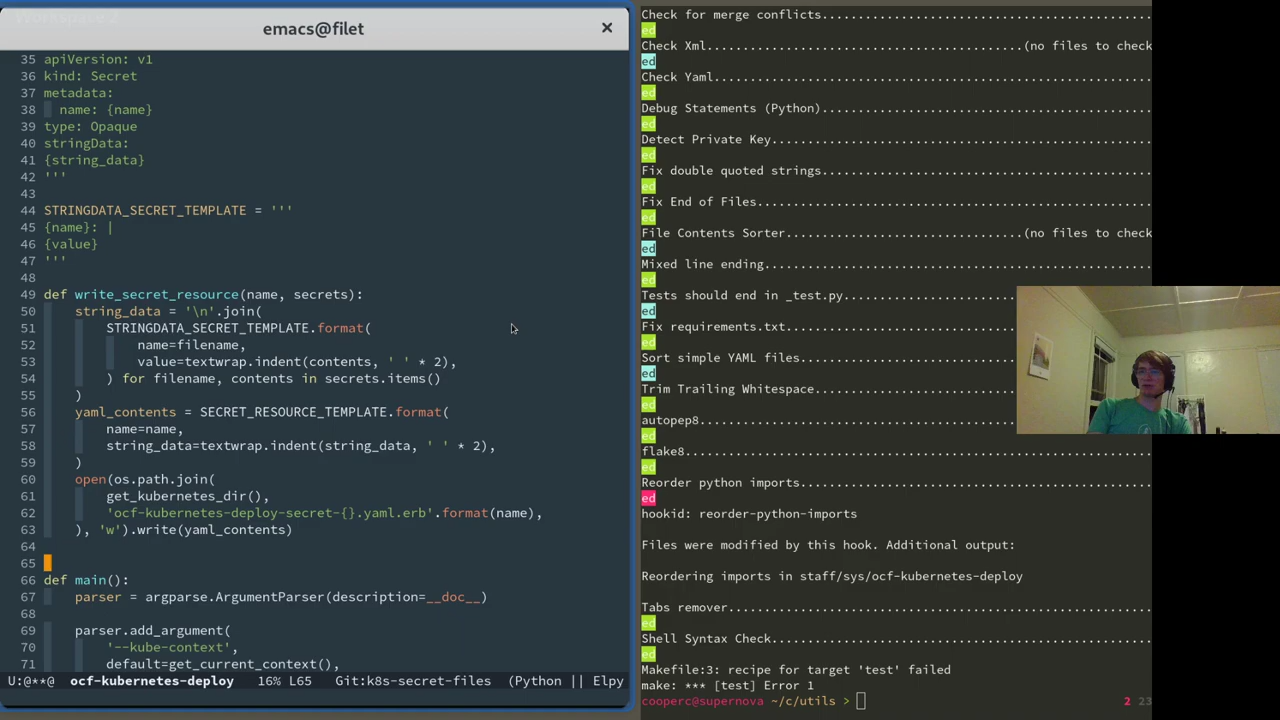 Workspace 2
emacs@filet
35 apiVersion: v1
36 kind: Secret
37 metadata:
38   name: {name}
39 type: Opaque
40 stringData:
41 {string_data}
42 '''
43
44 STRINGDATA_SECRET_TEMPLATE = '''
45 {name}: |
46 {value}
47 '''
48
49 def write_secret_resource(name, secrets):
50     string_data = '\n'.join(
51         STRINGDATA_SECRET_TEMPLATE.format(
52             name=filename,
53             value=textwrap.indent(contents, ' ' * 2),
54         ) for filename, contents in secrets.items()
55     )
56     yaml_contents = SECRET_RESOURCE_TEMPLATE.format(
57         name=name,
58         string_data=textwrap.indent(string_data, ' ' * 2),
59     )
60     open(os.path.join(
61         get_kubernetes_dir(),
62         'ocf-kubernetes-deploy-secret-{}.yaml.erb'.format(name),
63     ), 'w').write(yaml_contents)
64
65
66 def main():
67     parser = argparse.ArgumentParser(description=__doc__)
68
69     parser.add_argument(
70         '--kube-context',
71         default=get_current_context(),
U:@**@  ocf-kubernetes-deploy   16% L65    Git:k8s-secret-files  (Python || Elpy
Check for merge conflicts..........................................
ed
Check Xml............................................(no files to check
ed
Check Yaml.........................................................
ed
Debug Statements (Python)..........................................
ed
Detect Private Key.................................................
ed
Fix double quoted strings..........................................
ed
Fix End of Files...................................................
ed
File Contents Sorter.................................(no files to check
ed
Mixed line ending..................................................
ed
Tests should end in _test.py.......................................
ed
Fix requirements.txt...............................................
ed
Sort simple YAML files.............................................
ed
Trim Trailing Whitespace...........................................
ed
autopep8...........................................................
ed
flake8.............................................................
ed
Reorder python imports.............................................
ed
hookid: reorder-python-imports
Files were modified by this hook. Additional output:
Reordering imports in staff/sys/ocf-kubernetes-deploy
Tabs remover.......................................................
ed
Shell Syntax Check.................................................
ed
Makefile:3: recipe for target 'test' failed
make: *** [test] Error 1
cooperc@supernova ~/c/utils > 2 23